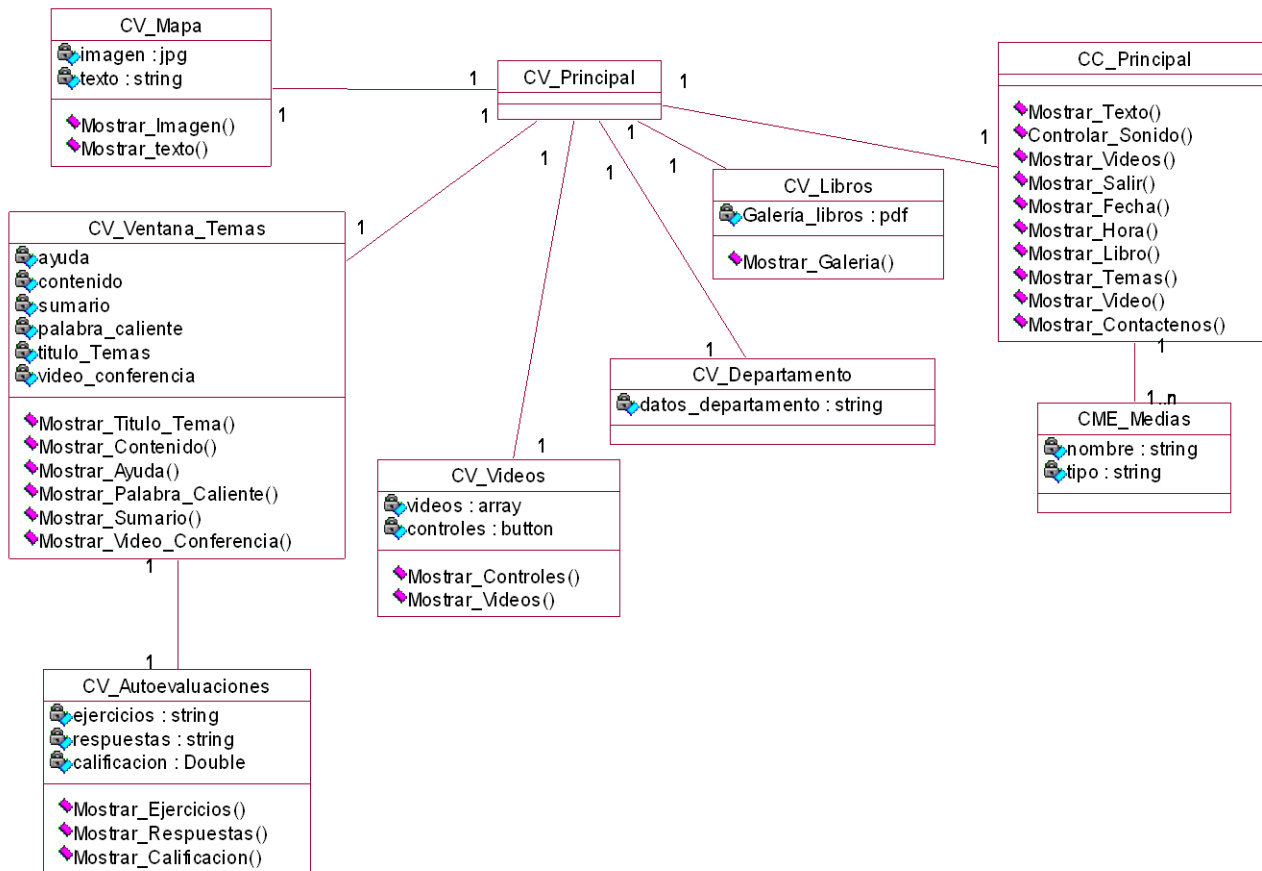 CV_Mapa
imagen : jpg
texto : string
Mostrar_Imagen()
Mostrar_texto()
1
1
CV_Principal
1
1
1
1
1
1
1
1
CC_Principal
Mostrar_Texto()
Controlar_Sonido()
Mostrar_Videos()
Mostrar_Salir()
Mostrar_Fecha()
Mostrar_Hora()
Mostrar_Libro()
Mostrar_Temas()
Mostrar_Video()
Mostrar_Contactenos()
1
1..n
CME_Medias
nombre : string
tipo : string
CV_Libros
Galería_libros : pdf
Mostrar_Galeria()
1
CV_Ventana_Temas
ayuda
contenido
sumario
palabra_caliente
titulo_Temas
video_conferencia
Mostrar_Titulo_Tema()
Mostrar_Contenido()
Mostrar_Ayuda()
Mostrar_Palabra_Caliente()
Mostrar_Sumario()
Mostrar_Video_Conferencia()
1
1
CV_Departamento
datos_departamento : string
1
CV_Videos
videos : array
controles : button
Mostrar_Controles()
Mostrar_Videos()
1
CV_Autoevaluaciones
ejercicios : string
respuestas : string
calificacion : Double
Mostrar_Ejercicios()
Mostrar_Respuestas()
Mostrar_Calificacion()